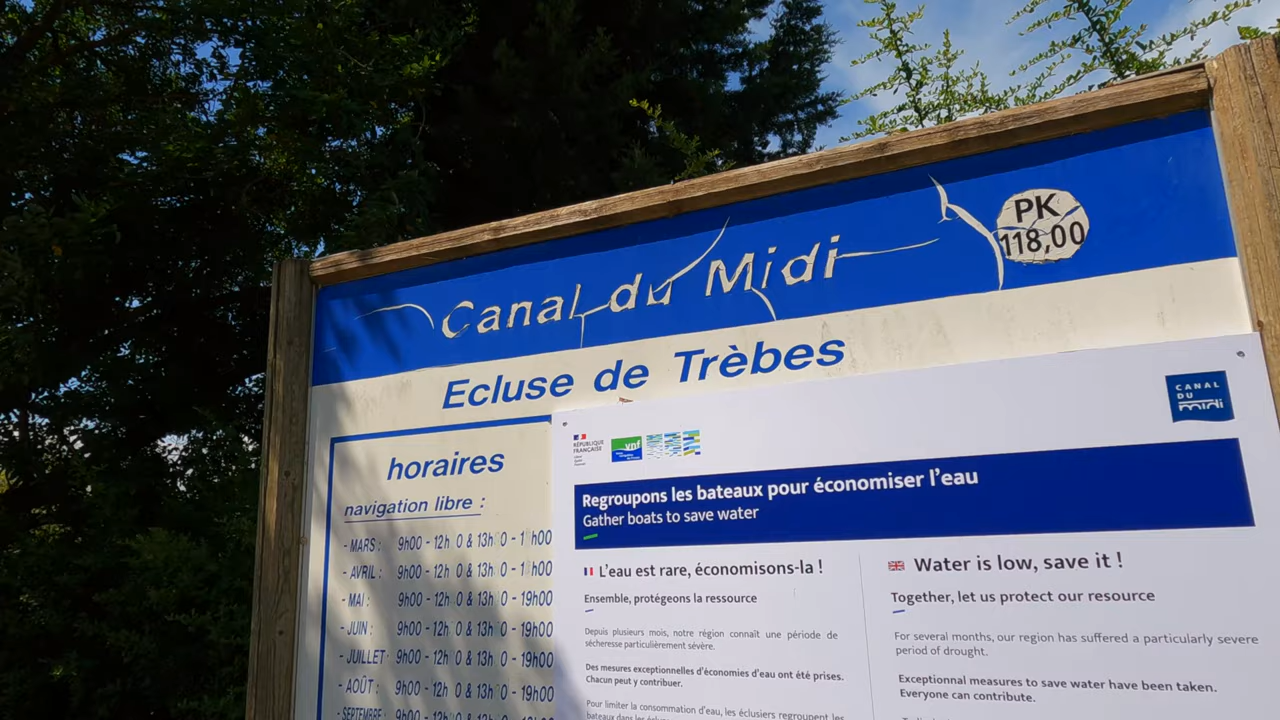 Canal du Midi
PK
118,00
Ecluse de Trèbes
horaires
navigation libre :
- MARS : 9h00 - 12h 0 & 13h 0 - 1 h00
- AVRIL : 9h00 - 12h 0 & 13h 0 - 1 h00
- MAI : 9h00 - 12h 0 & 13h 0 - 19h00
- JUIN : 9h00 - 12h 0 & 13h 0 - 19h00
- JUILLET 9h00 - 12h 0 & 13h 0 - 19h00
- AOÛT : 9h00 - 12h 0 & 13h 0 - 19h00
- SEPTEMBRE : 9h00 - 12h 0 & 13h 0 - 19h00
RÉPUBLIQUE
FRANÇAISE
vnf
CANAL
DU
midi
Regroupons les bateaux pour économiser l'eau
Gather boats to save water
L'eau est rare, économisons-la !
Ensemble, protégeons la ressource
Depuis plusieurs mois, notre région connaît une période de
sécheresse particulièrement sévère.
Des mesures exceptionnelles d'économies d'eau ont été prises.
Chacun peut y contribuer.
Pour limiter la consommation d'eau, les éclusiers regroupent les
bateaux dans les
Water is low, save it !
Together, let us protect our resource
For several months, our region has suffered a particularly severe
period of drought.
Exceptionnal measures to save water have been taken.
Everyone can contribute.